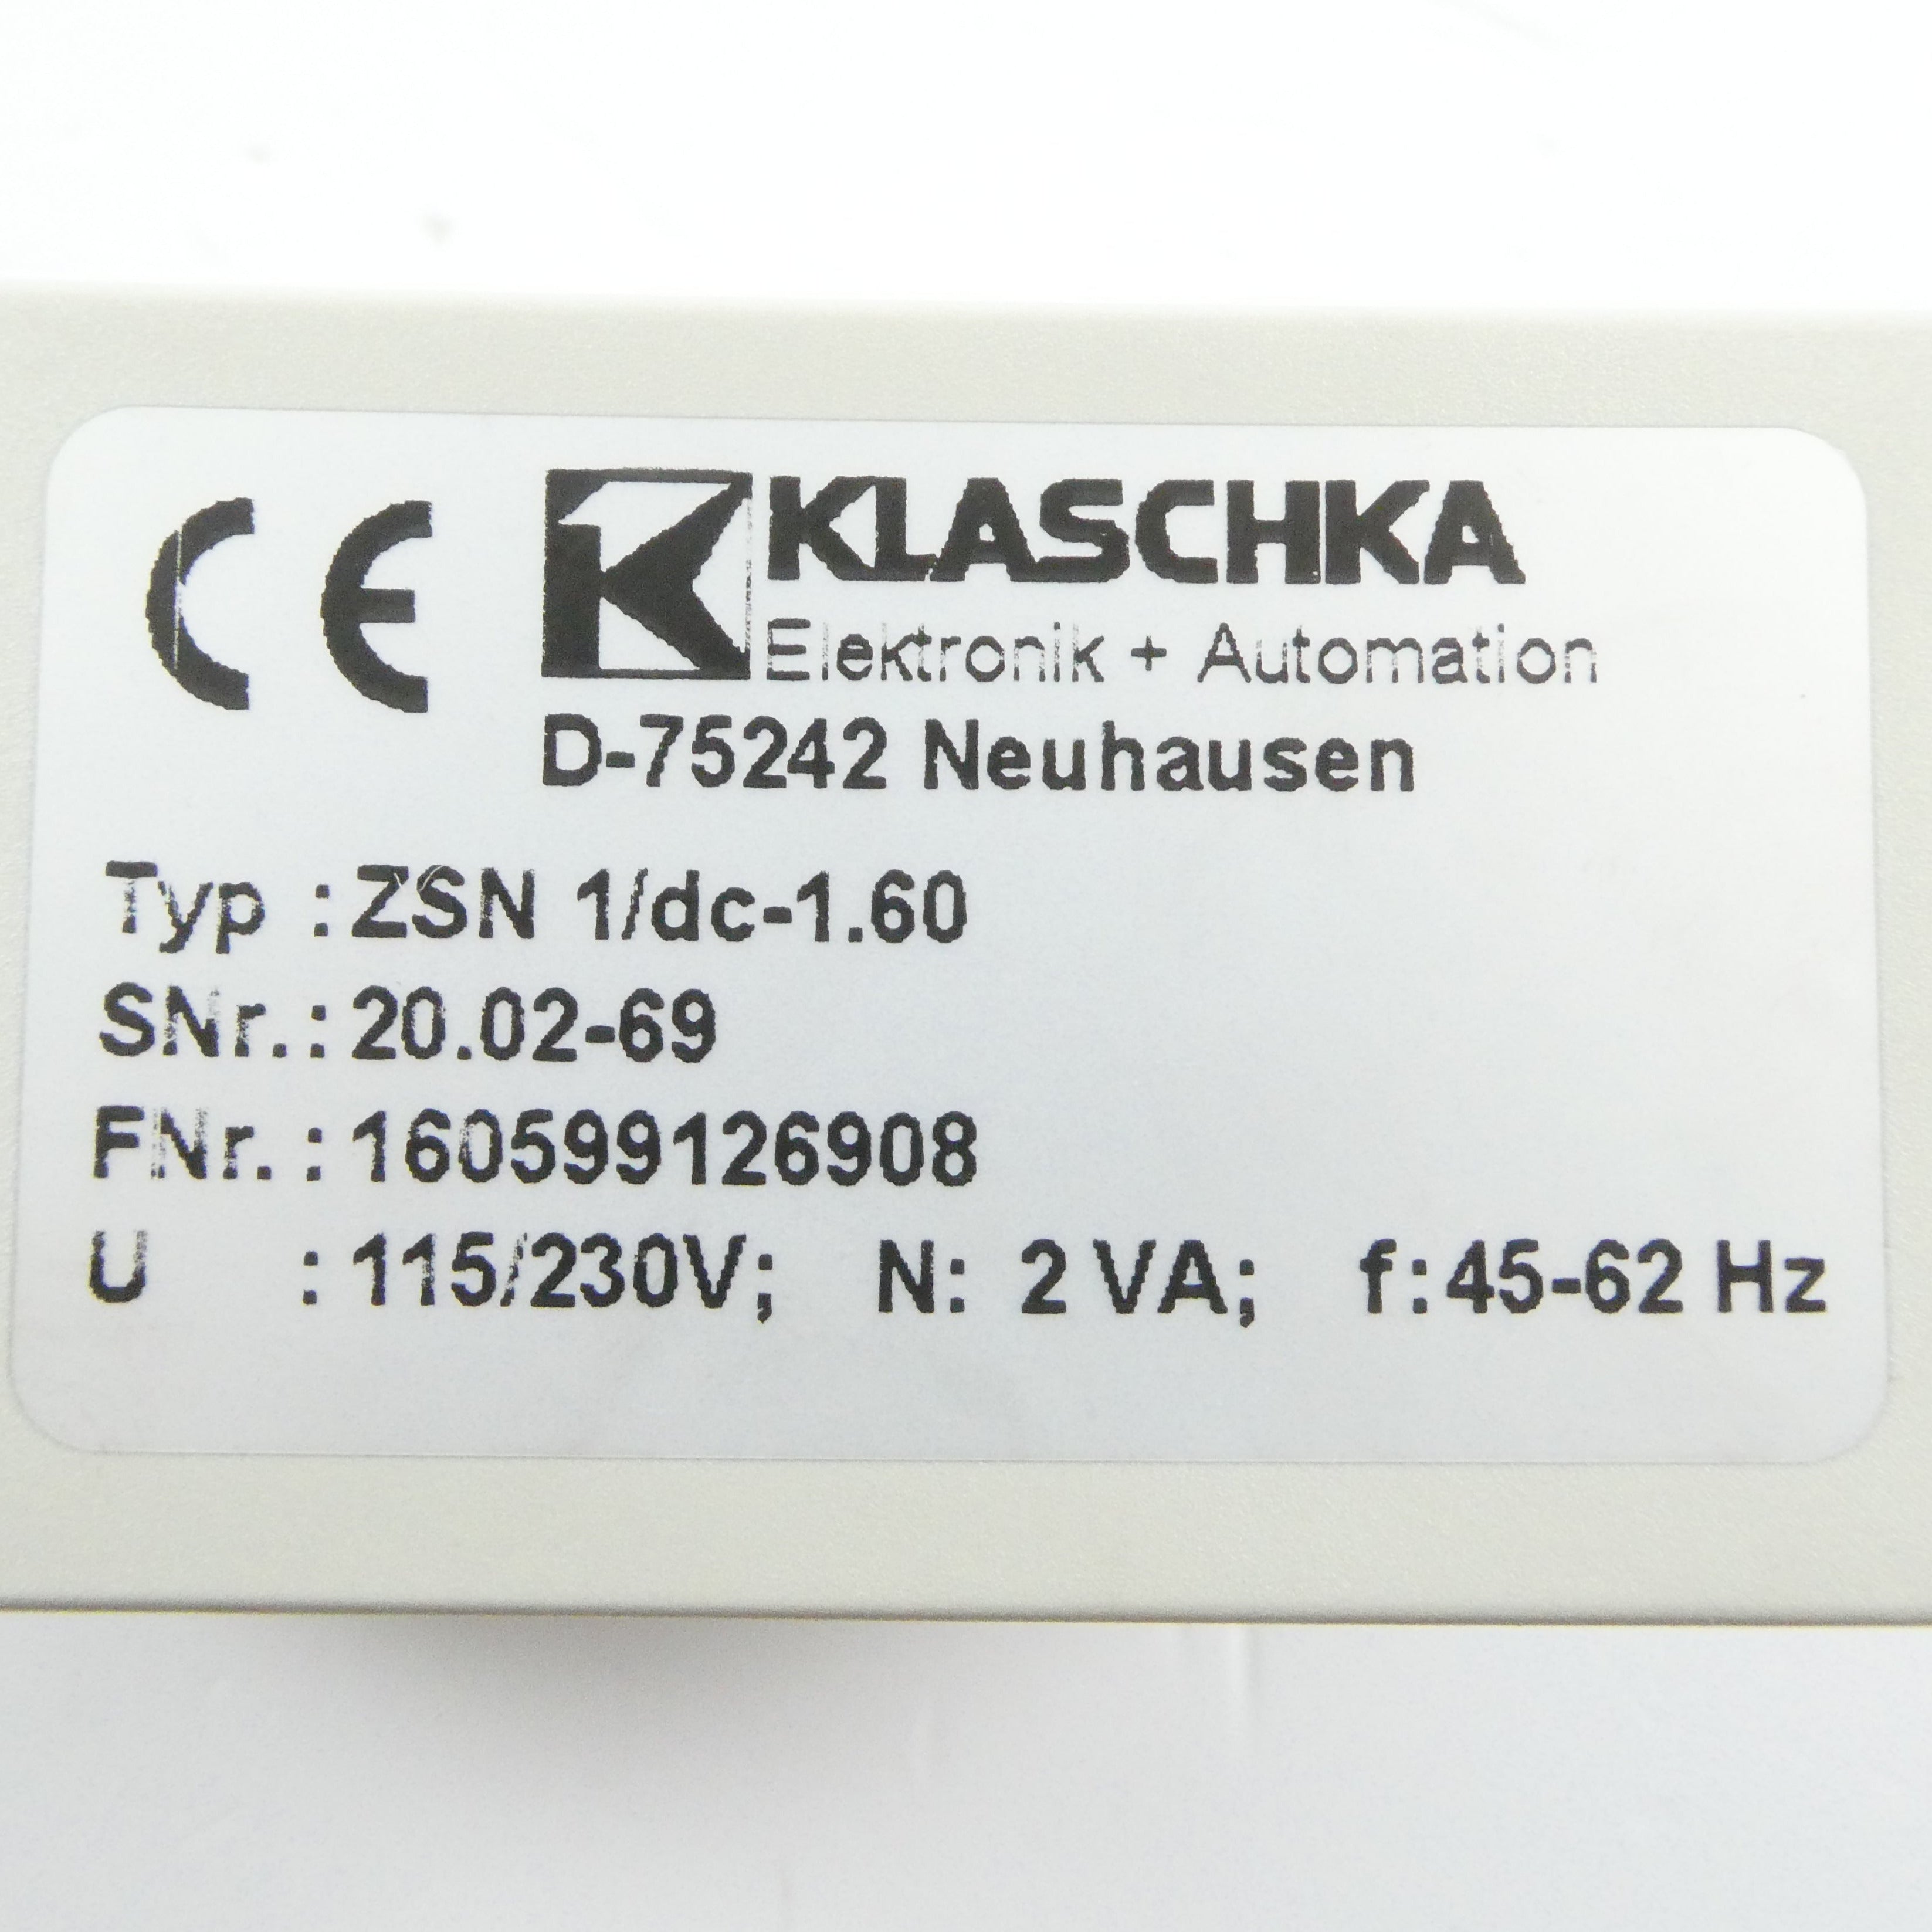 CE KLASCHKA
Elektronik + Automation
D-75242 Neuhausen
Typ : ZSN 1/dc-1.60
SNr. : 20.02-69
FNr. : 160599126908
U : 115/230V; N: 2 VA; f: 45-62 Hz